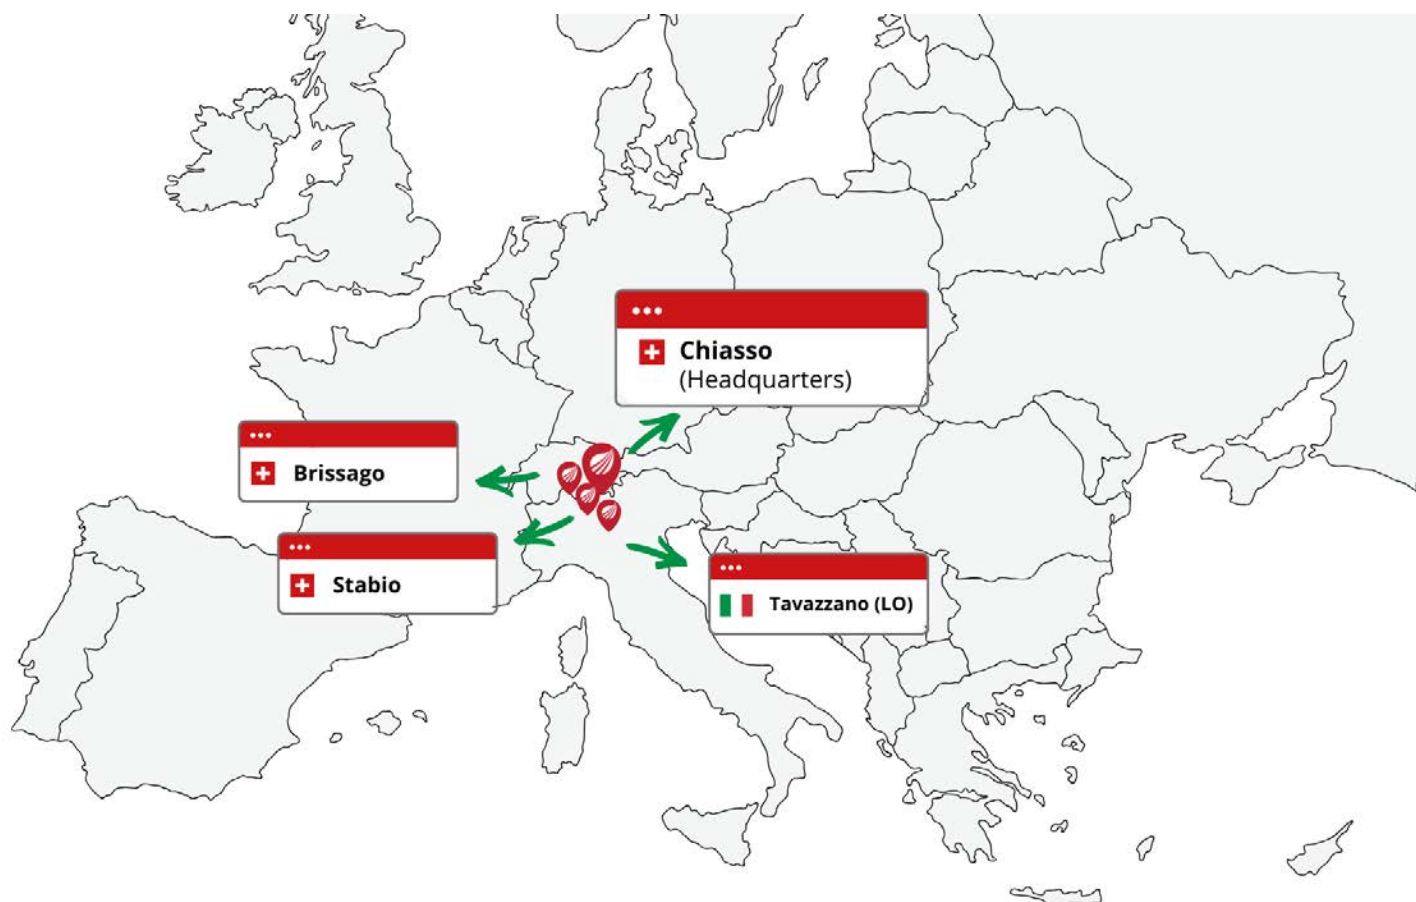 Chiasso
(Headquarters)
Brissago
Stabio
Tavazzano (LO)